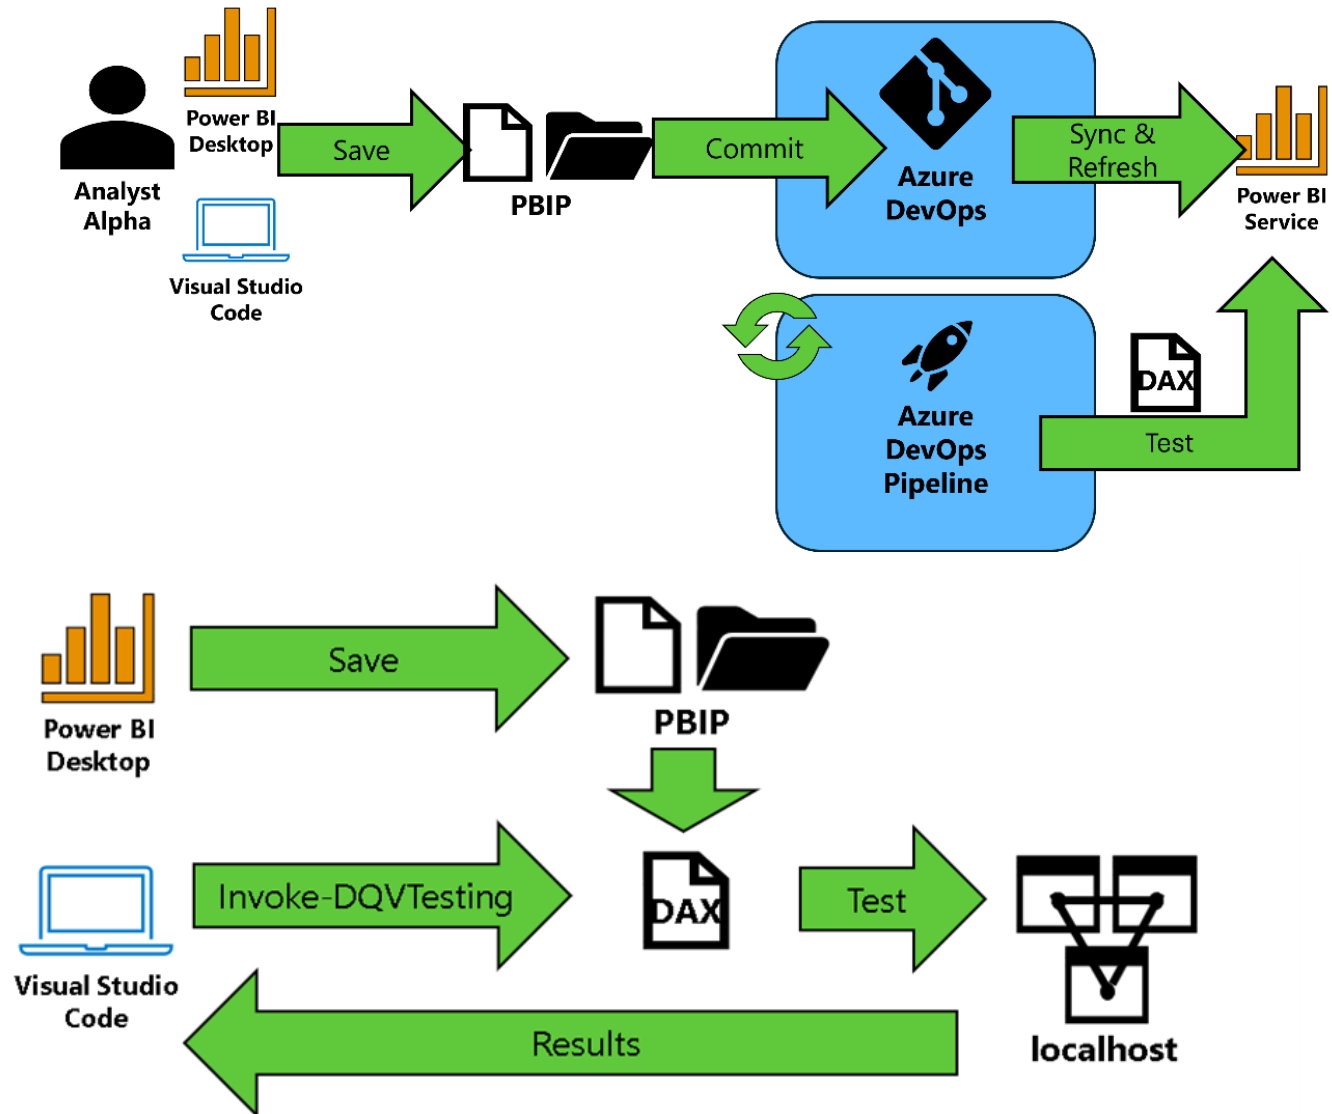 Power BI
Desktop
Analyst
Alpha
Visual Studio
Code
Save
PBIP
Commit
Azure
DevOps
Sync &
Refresh
Power BI
Service
Azure
DevOps
Pipeline
DAX
Test
Power BI
Desktop
Save
PBIP
Visual Studio
Code
Invoke-DQVTesting
DAX
Test
localhost
Results